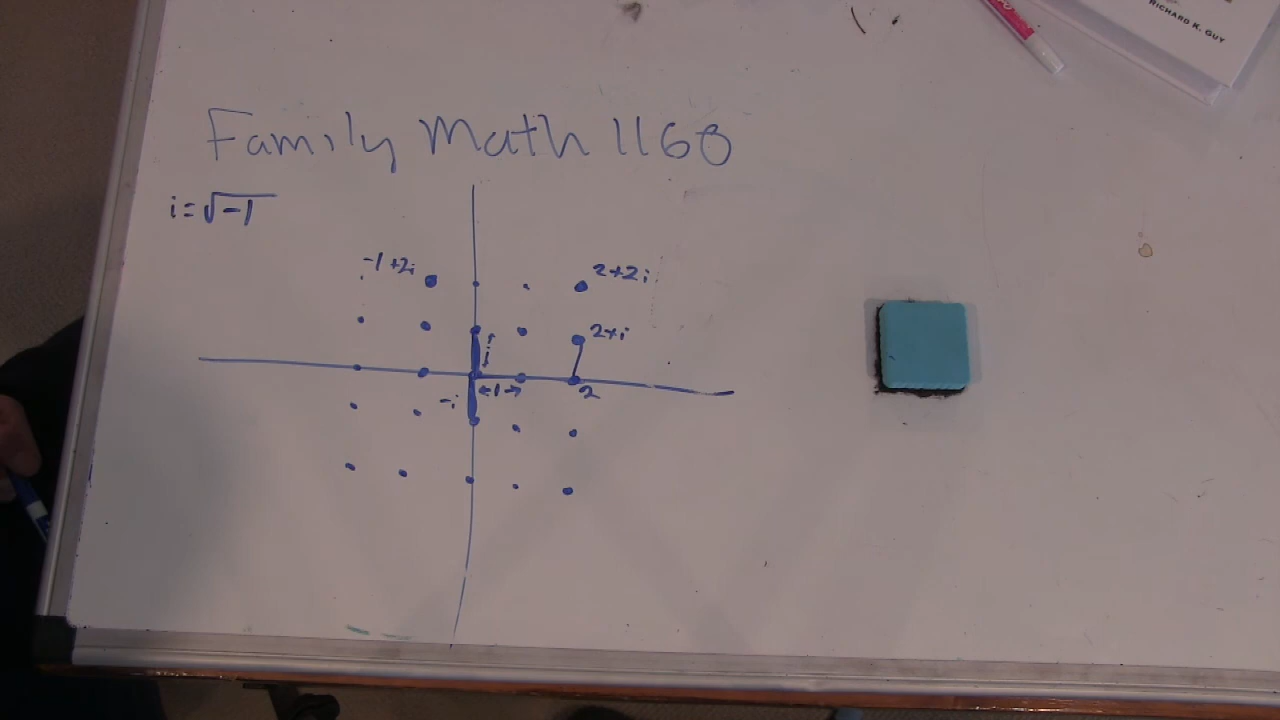 RICHARD K. GUY
Family Math 1168
i=√-1
-1+2i
2+2i
2+i
i
-i
←1→
2